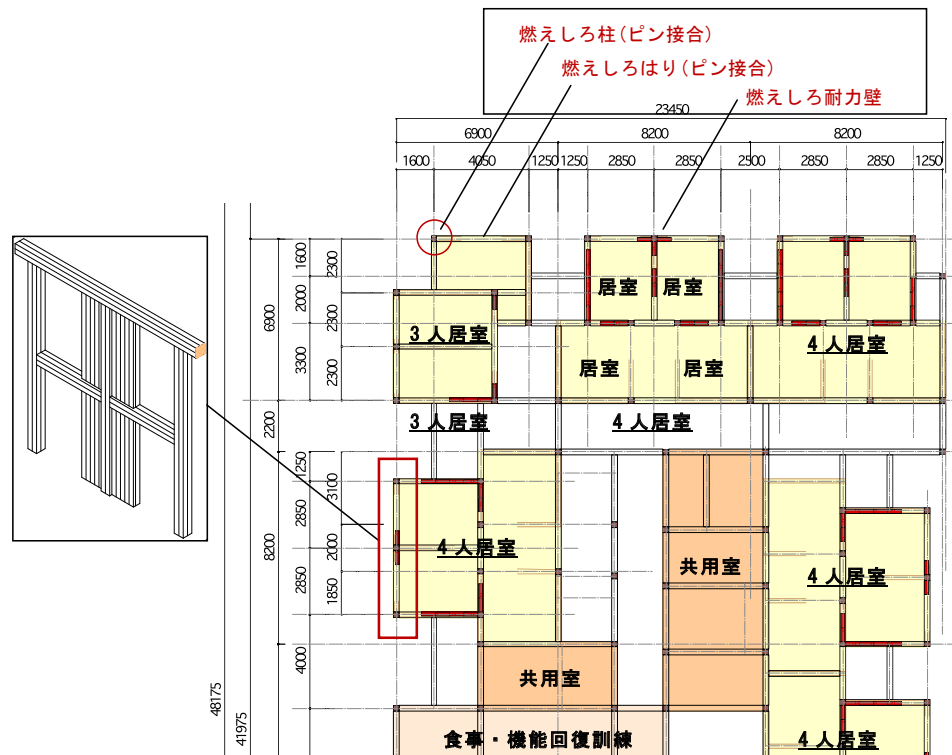 燃えしろ柱(ピン接合)
燃えしろはり(ピン接合)
燃えしろ耐力壁
23450
6900 8200 8200
1600 4050 1250 1250 2850 2850 2500 2850 2850 1250
6900
2200
8200
4000
1600
2000
3300
1250
2850
2000
2850
2300
2300
2300
3100
1850
48175
41975
居室 居室
3人居室
4人居室
居室 居室
3人居室
4人居室
4人居室
共用室
4人居室
共用室
食事・機能回復訓練
4人居室